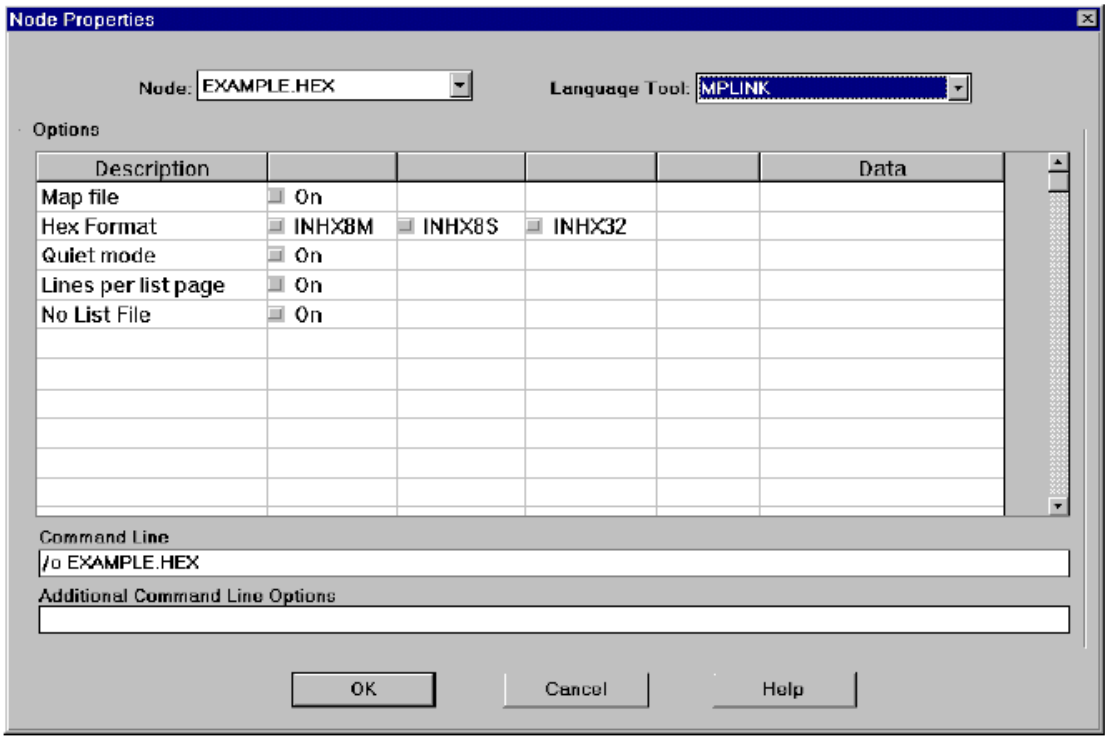 Node Properties
Node: EXAMPLE.HEX Language Tool: MPLINK
Options
Description Data
Map file On
Hex Format INHX8M INHX8S INHX32
Quiet mode On
Lines per list page On
No List File On
Command Line
/o EXAMPLE.HEX
Additional Command Line Options
OK Cancel Help